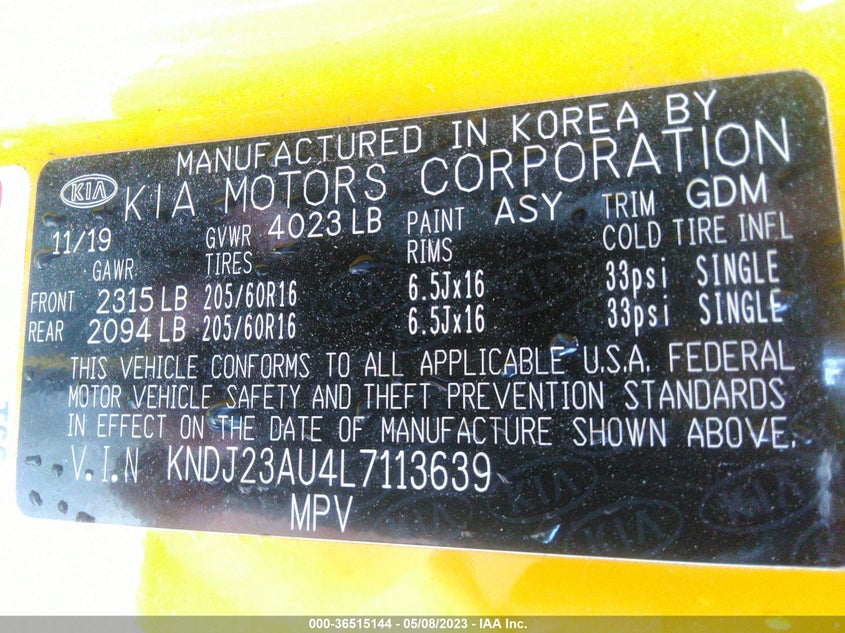 MANUFACTURED IN KOREA BY
KIA KIA MOTORS CORPORATION
11/19 GVWR 4023 LB PAINT ASY TRIM GDM
GAWR TIRES RIMS COLD TIRE INFL
FRONT 2315 LB 205/60R16 6.5Jx16 33psi SINGLE
REAR 2094 LB 205/60R16 6.5Jx16 33psi SINGLE
THIS VEHICLE CONFORMS TO ALL APPLICABLE U.S.A. FEDERAL
MOTOR VEHICLE SAFETY AND THEFT PREVENTION STANDARDS
IN EFFECT ON THE DATE OF MANUFACTURE SHOWN ABOVE.
V.I.N KNDJ23AU4L7113639
MPV
000-36515144 - 05/08/2023 - IAA Inc.